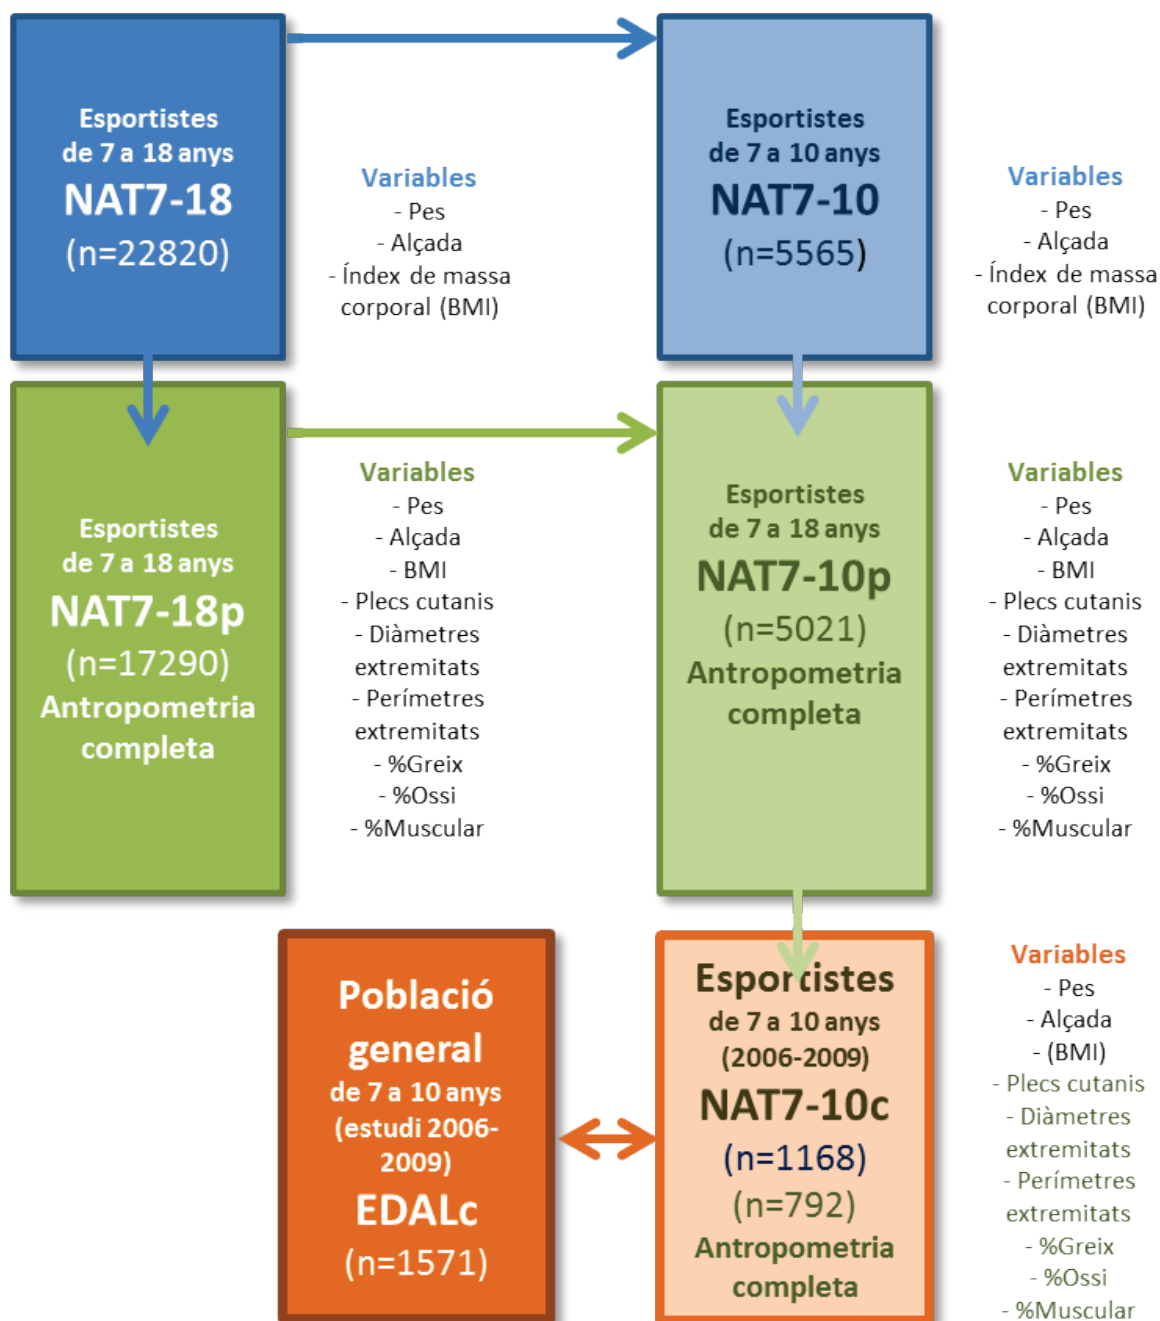 Esportistes
de 7 a 18 anys
NAT7-18
(n=22820)
Variables
- Pes
- Alçada
- Índex de massa
corporal (BMI)
Esportistes
de 7 a 10 anys
NAT7-10
(n=5565)
Variables
- Pes
- Alçada
- Índex de massa
corporal (BMI)
Esportistes
de 7 a 18 anys
NAT7-18p
(n=17290)
Antropometria
completa
Variables
- Pes
- Alçada
- BMI
- Plecs cutanis
- Diàmetres
extremitats
- Perímetres
extremitats
- %Greix
- %Ossi
- %Muscular
Esportistes
de 7 a 18 anys
NAT7-10p
(n=5021)
Antropometria
completa
Variables
- Pes
- Alçada
- BMI
- Plecs cutanis
- Diàmetres
extremitats
- Perímetres
extremitats
- %Greix
- %Ossi
- %Muscular
Població
general
de 7 a 10 anys
(estudi 2006-
2009)
EDALc
(n=1571)
Esportistes
de 7 a 10 anys
(2006-2009)
NAT7-10c
(n=1168)
(n=792)
Antropometria
completa
Variables
- Pes
- Alçada
- (BMI)
- Plecs cutanis
- Diàmetres
extremitats
- Perímetres
extremitats
- %Greix
- %Ossi
- %Muscular